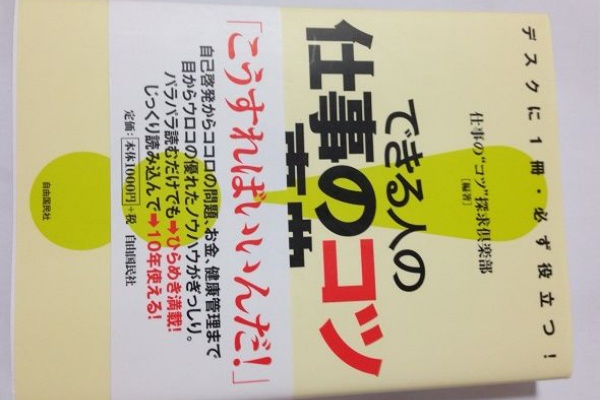 デスクに1冊・必ず役立つ!
仕事の"コツ"探求倶楽部
[編著]
できる人の
仕事のコツ
事典
「こうすればいいんだ!」
自己啓発からココロの問題、お金、健康管理まで
目からウロコの優れたノウハウがぎっしり。
パラパラ読むだけでも➡ひらめき満載!
じっくり読み込んで➡10年使える!
定価:本体1000円+税 自由国民社
自由国民社